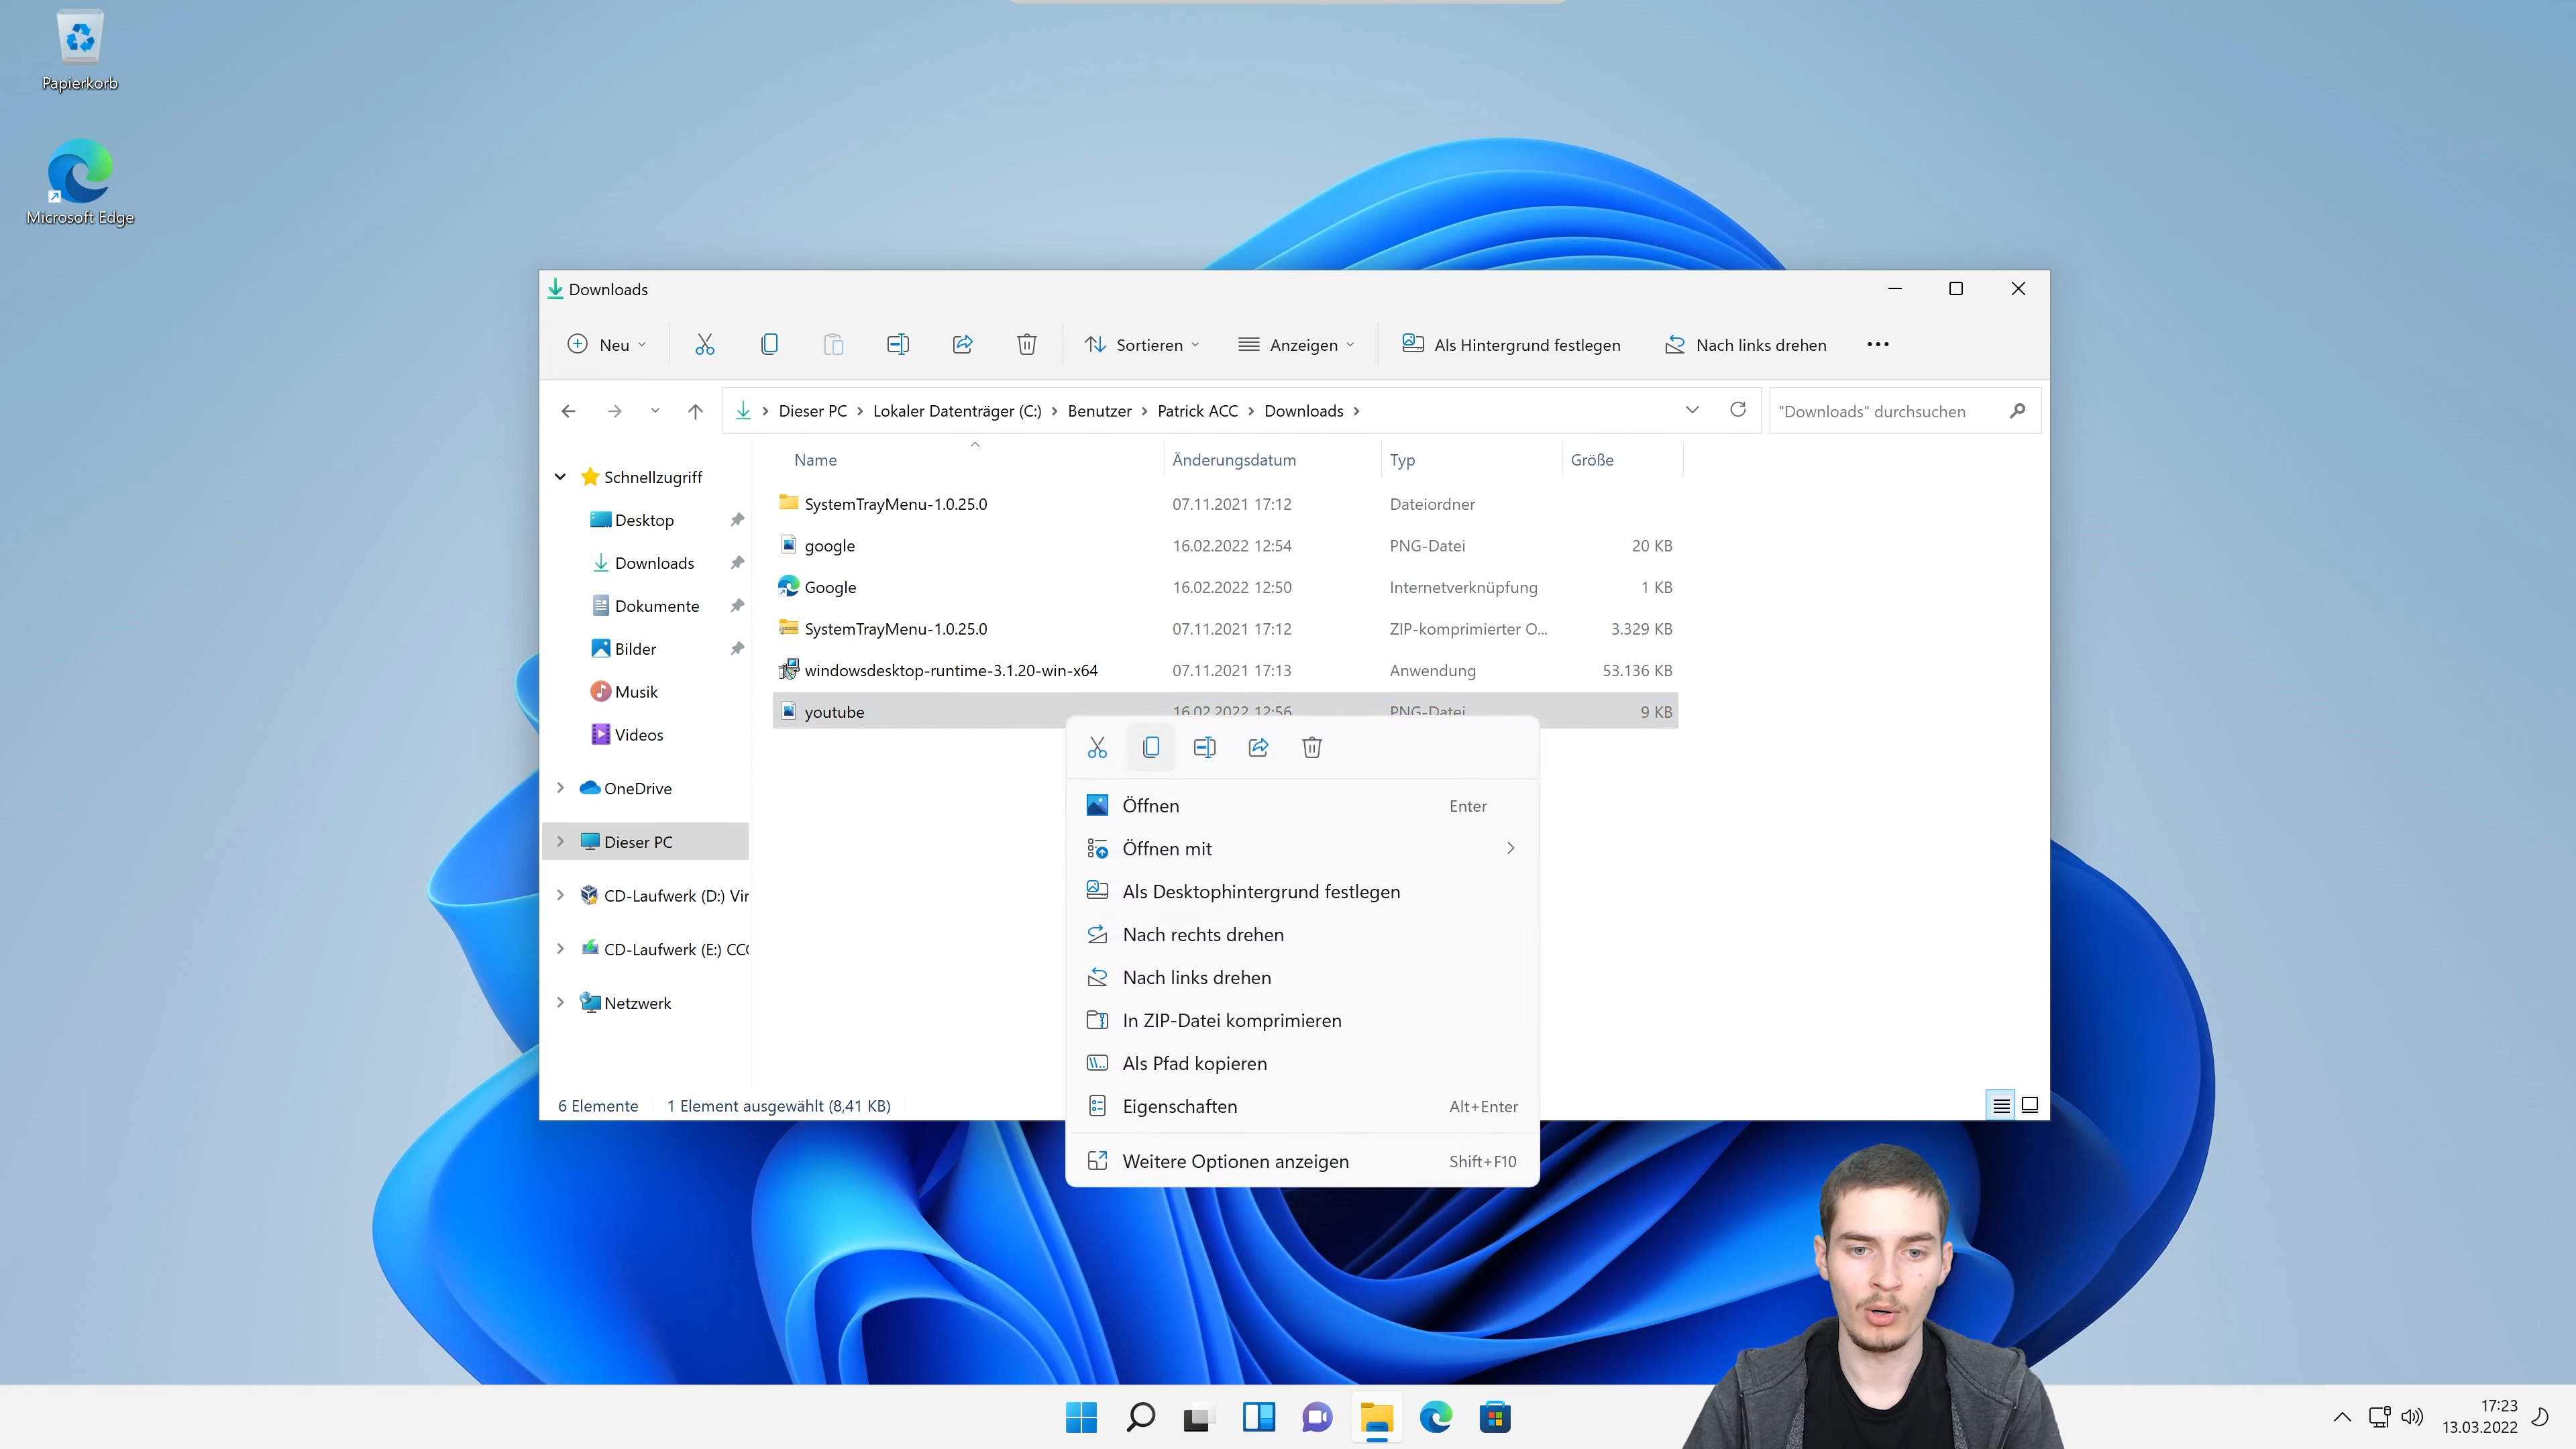 Papierkorb
Microsoft Edge
Downloads
Neu
Sortieren
Anzeigen
Als Hintergrund festlegen
Nach links drehen
Dieser PC
Lokaler Datenträger (C:)
Benutzer
Patrick ACC
Downloads
"Downloads" durchsuchen
Name
Änderungsdatum
Typ
Größe
Schnellzugriff
Desktop
Downloads
Dokumente
Bilder
Musik
Videos
OneDrive
Dieser PC
CD-Laufwerk (D:) Vir
CD-Laufwerk (E:) CC
Netzwerk
SystemTrayMenu-1.0.25.0 07.11.2021 17:12 Dateiordner
google 16.02.2022 12:54 PNG-Datei 20 KB
Google 16.02.2022 12:50 Internetverknüpfung 1 KB
SystemTrayMenu-1.0.25.0 07.11.2021 17:12 ZIP-komprimierter O... 3.329 KB
windowsdesktop-runtime-3.1.20-win-x64 07.11.2021 17:13 Anwendung 53.136 KB
youtube 16.02.2022 12:56 PNG-Datei 9 KB
Öffnen Enter
Öffnen mit
Als Desktophintergrund festlegen
Nach rechts drehen
Nach links drehen
In ZIP-Datei komprimieren
Als Pfad kopieren
Eigenschaften Alt+Enter
Weitere Optionen anzeigen Shift+F10
6 Elemente 1 Element ausgewählt (8,41 KB)
17:23
13.03.2022